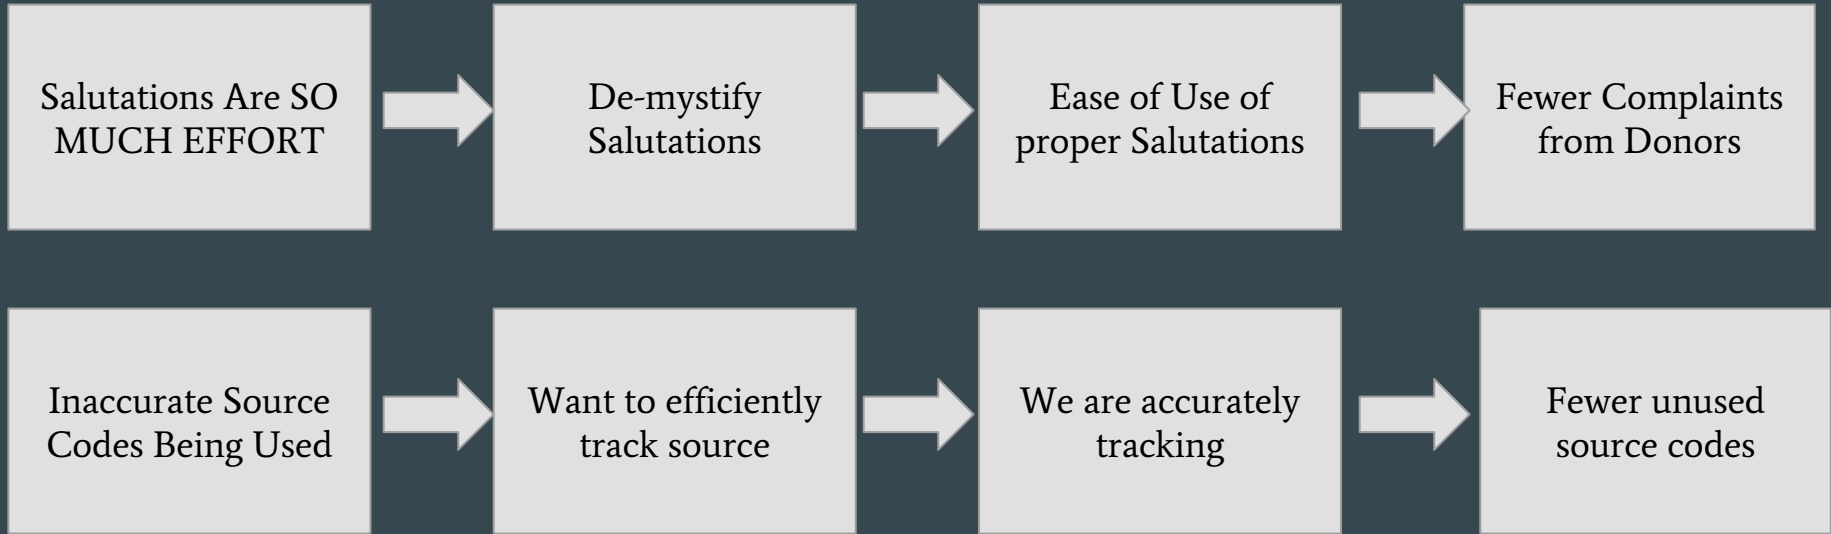 Salutations Are SO
MUCH EFFORT
De-mystify
Salutations
Ease of Use of
proper Salutations
Fewer Complaints
from Donors
Inaccurate Source
Codes Being Used
Want to efficiently
track source
We are accurately
tracking
Fewer unused
source codes